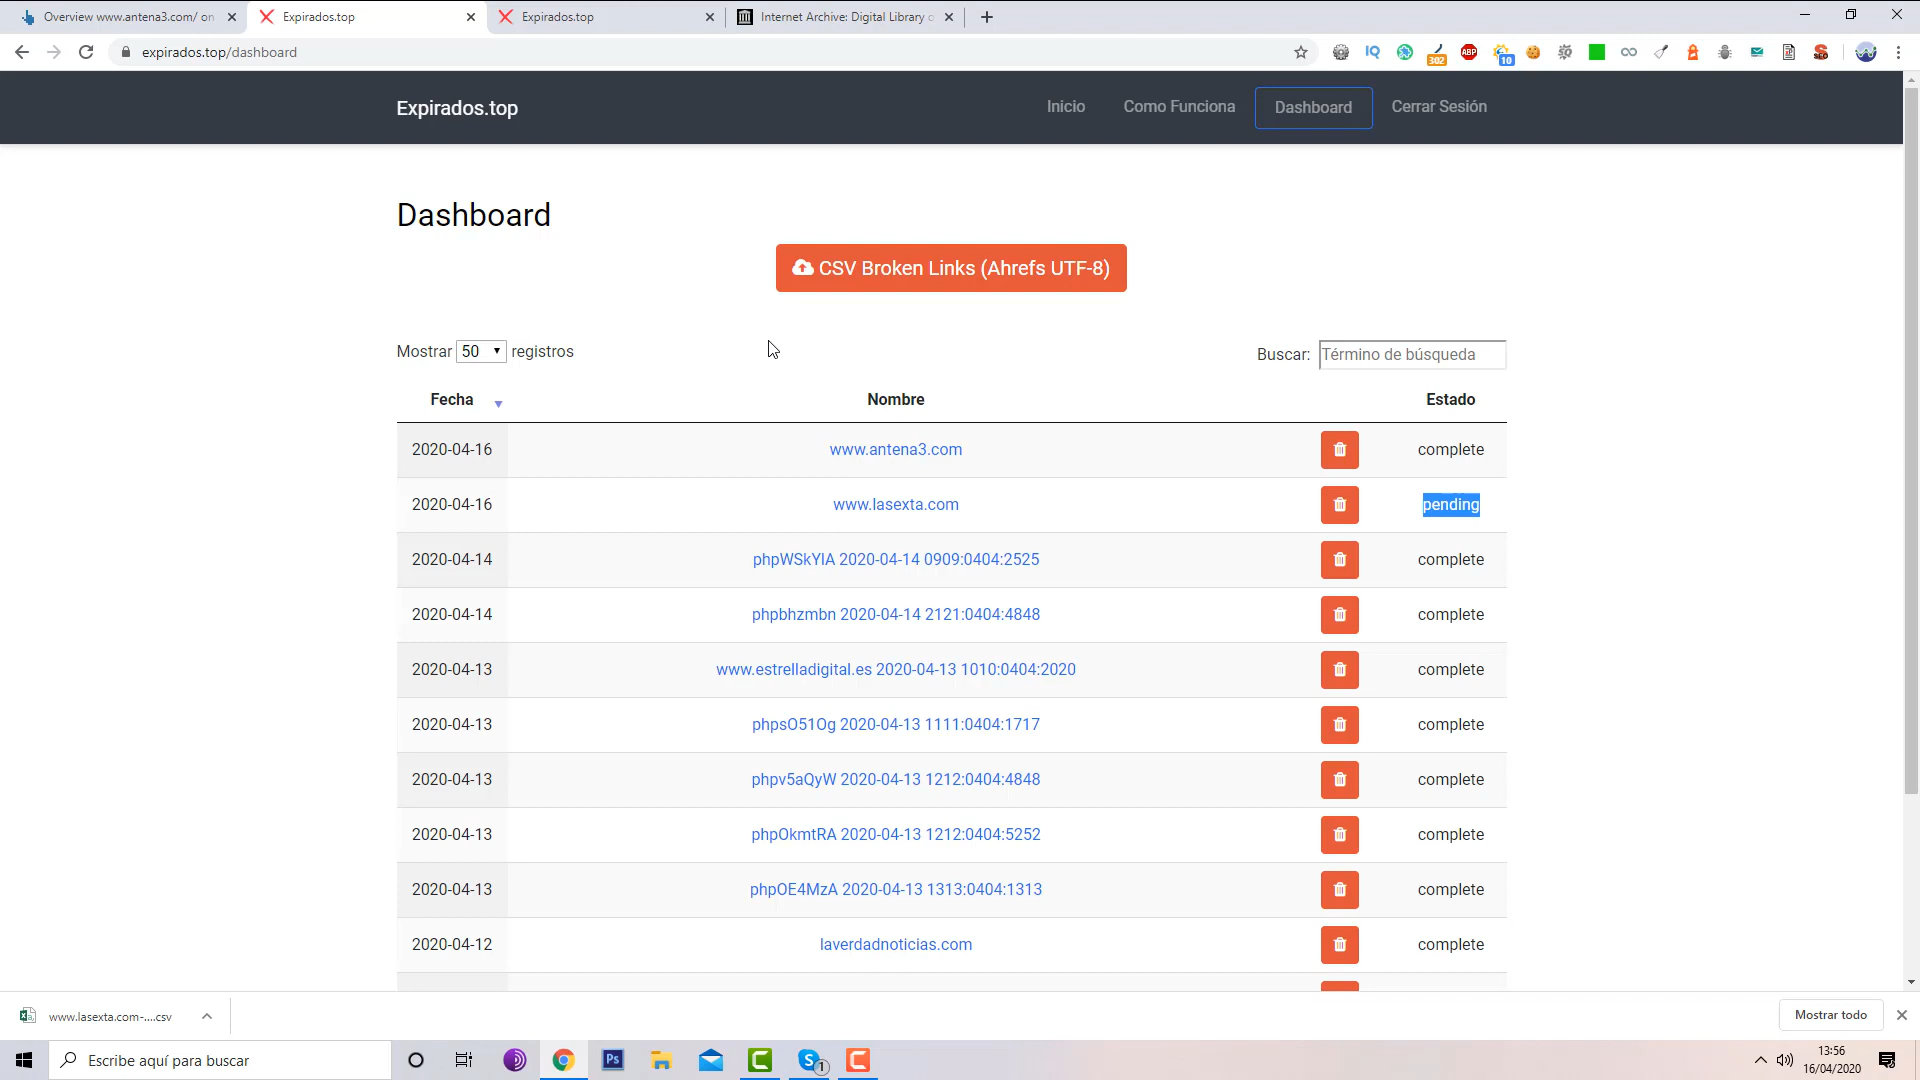 Overview www.antena3.com/ on
Expirados.top
Expirados.top
Internet Archive: Digital Library o
expirados.top/dashboard
IQ
302
ABP
10
SEO
Expirados.top
Inicio
Como Funciona
Dashboard
Cerrar Sesión
Dashboard
CSV Broken Links (Ahrefs UTF-8)
Mostrar 50 registros
Buscar: Término de búsqueda
Fecha Nombre Estado
2020-04-16 www.antena3.com complete
2020-04-16 www.lasexta.com pending
2020-04-14 phpWSkYlA 2020-04-14 0909:0404:2525 complete
2020-04-14 phpbhzmbn 2020-04-14 2121:0404:4848 complete
2020-04-13 www.estrelladigital.es 2020-04-13 1010:0404:2020 complete
2020-04-13 phpsO51Og 2020-04-13 1111:0404:1717 complete
2020-04-13 phpv5aQyW 2020-04-13 1212:0404:4848 complete
2020-04-13 phpOkmtRA 2020-04-13 1212:0404:5252 complete
2020-04-13 phpOE4MzA 2020-04-13 1313:0404:1313 complete
2020-04-12 laverdadnoticias.com complete
www.lasexta.com-....csv
Mostrar todo
Escribe aquí para buscar
Ps
S
1
13:56
16/04/2020